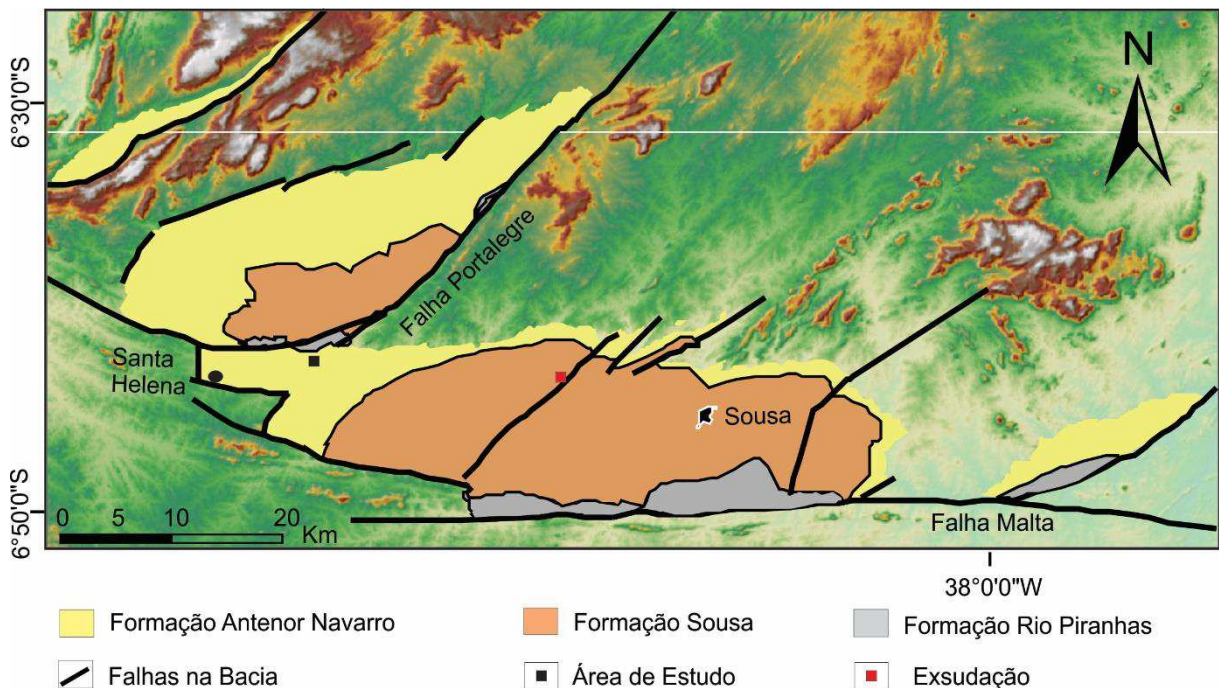 N
6°30'0"S
Falha Portalegre
Santa
Helena
Sousa
6°50'0"S
0 5 10 20
Km
Falha Malta
38°0'0"W
Formação Antenor Navarro
Formação Sousa
Formação Rio Piranhas
Falhas na Bacia
Área de Estudo
Exsudação